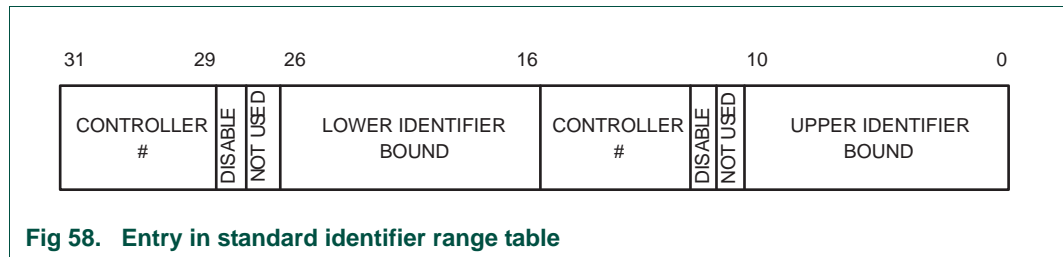 31 29 26 16 10 0
CONTROLLER
#
DISABLE
NOT USED
LOWER IDENTIFIER
BOUND
CONTROLLER
#
DISABLE
NOT USED
UPPER IDENTIFIER
BOUND
Fig 58. Entry in standard identifier range table